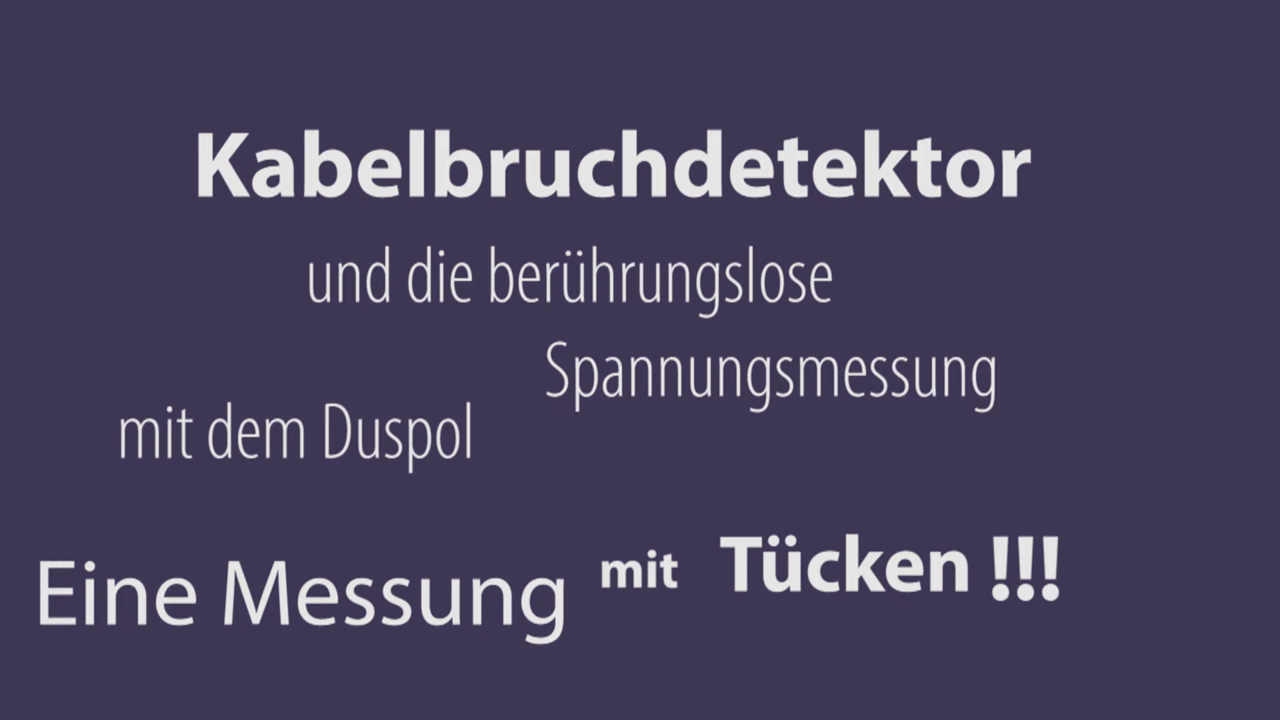 Kabelbruchdetektor
und die berührungslose
Spannungsmessung
mit dem Duspol
Eine Messung mit Tücken !!!